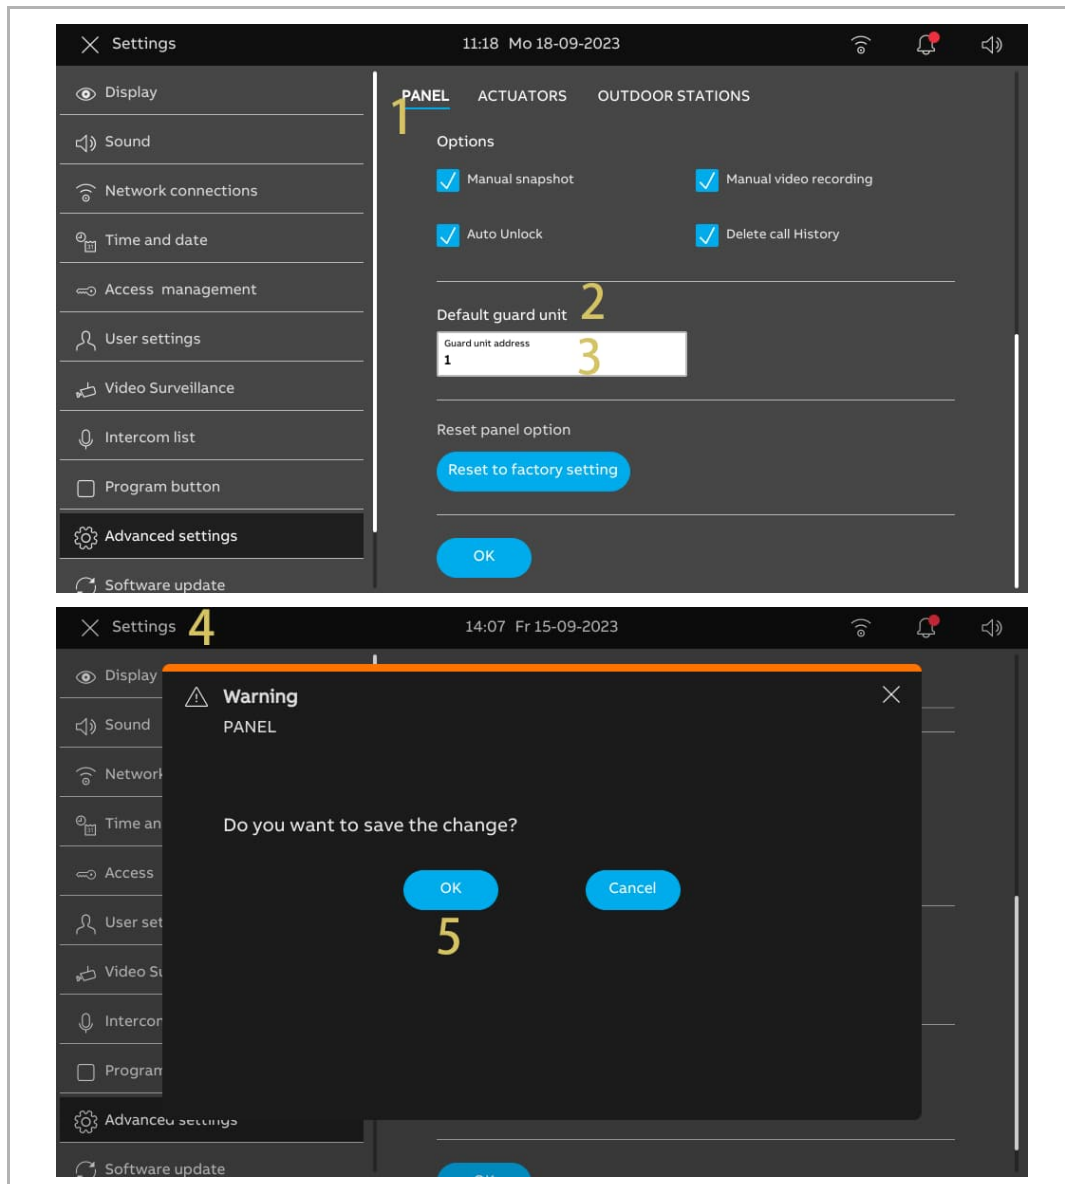 Settings 11:18 Mo 18-09-2023
Display
PANEL ACTUATORS OUTDOOR STATIONS
1
Sound
Options
Network connections
Manual snapshot Manual video recording
Time and date
Auto Unlock Delete call History
Access management
Default guard unit 2
User settings
Guard unit address
1
3
Video Surveillance
Intercom list
Reset panel option
Reset to factory setting
Program button
Advanced settings
OK
Software update
Settings 4 14:07 Fr 15-09-2023
Display
Warning
PANEL
Sound
Network
Time an
Do you want to save the change?
Access
OK Cancel
5
User set
Video Su
Intercom
Program
Advanced settings
Software update
OK